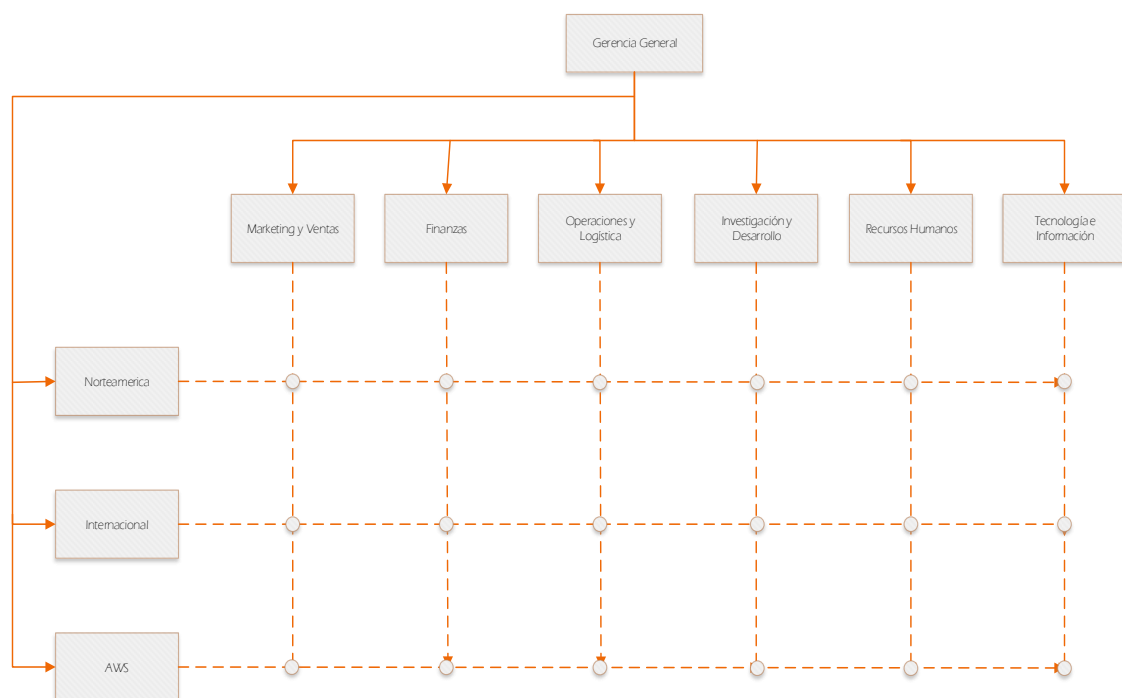 Gerencia General
Marketing y Ventas
Finanzas
Operaciones y
Logística
Investigación y
Desarrollo
Recursos Humanos
Tecnología e
Información
Norteamerica
Internacional
AWS